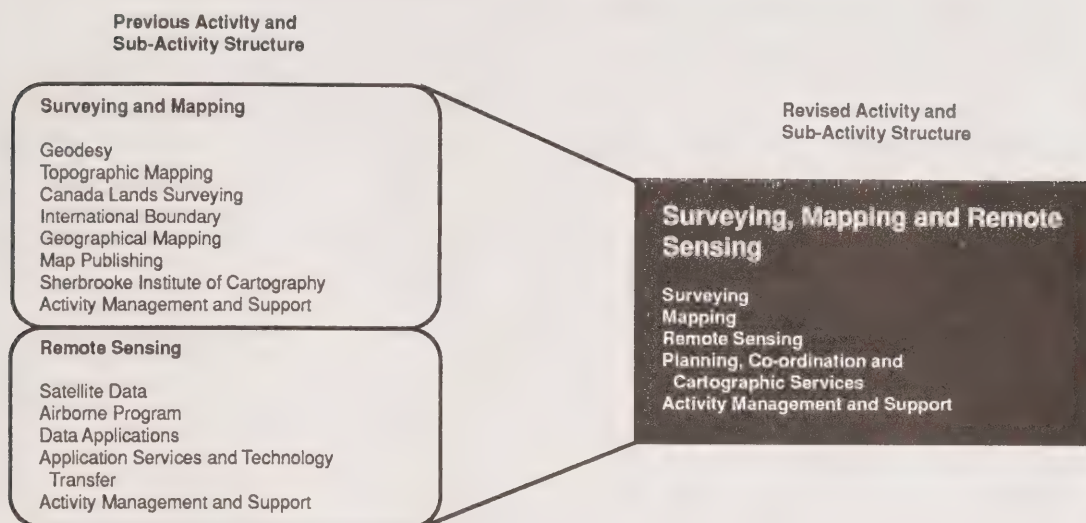 Previous Activity and
Sub-Activity Structure
Surveying and Mapping
Geodesy
Topographic Mapping
Canada Lands Surveying
International Boundary
Geographical Mapping
Map Publishing
Sherbrooke Institute of Cartography
Activity Management and Support
Remote Sensing
Satellite Data
Airborne Program
Data Applications
Application Services and Technology
Transfer
Activity Management and Support
Revised Activity and
Sub-Activity Structure
Surveying, Mapping and Remote
Sensing
Surveying
Mapping
Remote Sensing
Planning, Co-ordination and
Cartographic Services
Activity Management and Support